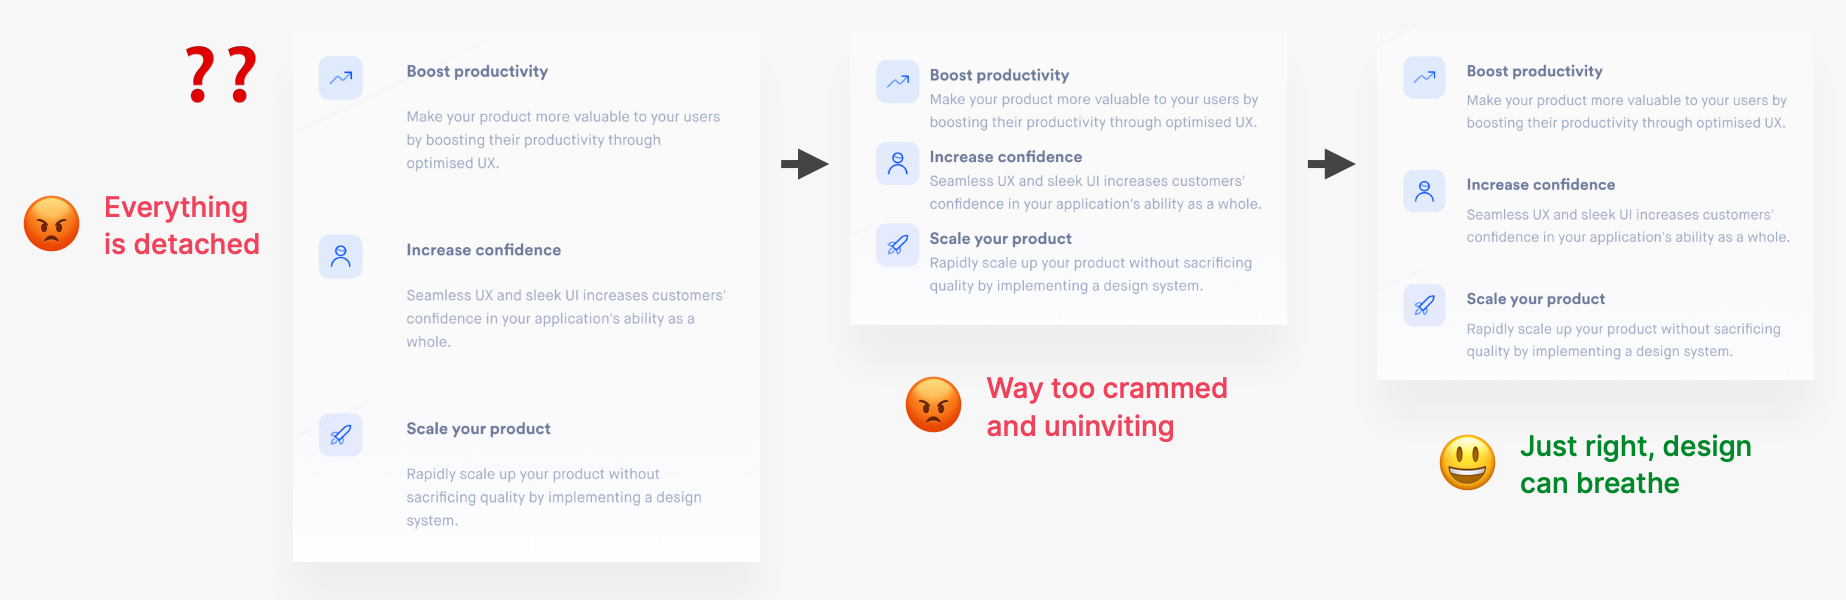 ??
Everything
is detached
Boost productivity
Make your product more valuable to your users
by boosting their productivity through
optimised UX.
Increase confidence
Seamless UX and sleek UI increases customers'
confidence in your application's ability as a
whole.
Scale your product
Rapidly scale up your product without
sacrificing quality by implementing a design
system.
Boost productivity
Make your product more valuable to your users by
boosting their productivity through optimised UX.
Increase confidence
Seamless UX and sleek UI increases customers'
confidence in your application's ability as a whole.
Scale your product
Rapidly scale up your product without sacrificing
quality by implementing a design system.
Way too crammed
and uninviting
Boost productivity
Make your product more valuable to your users by
boosting their productivity through optimised UX.
Increase confidence
Seamless UX and sleek UI increases customers'
confidence in your application's ability as a whole.
Scale your product
Rapidly scale up your product without sacrificing
quality by implementing a design system.
Just right, design
can breathe